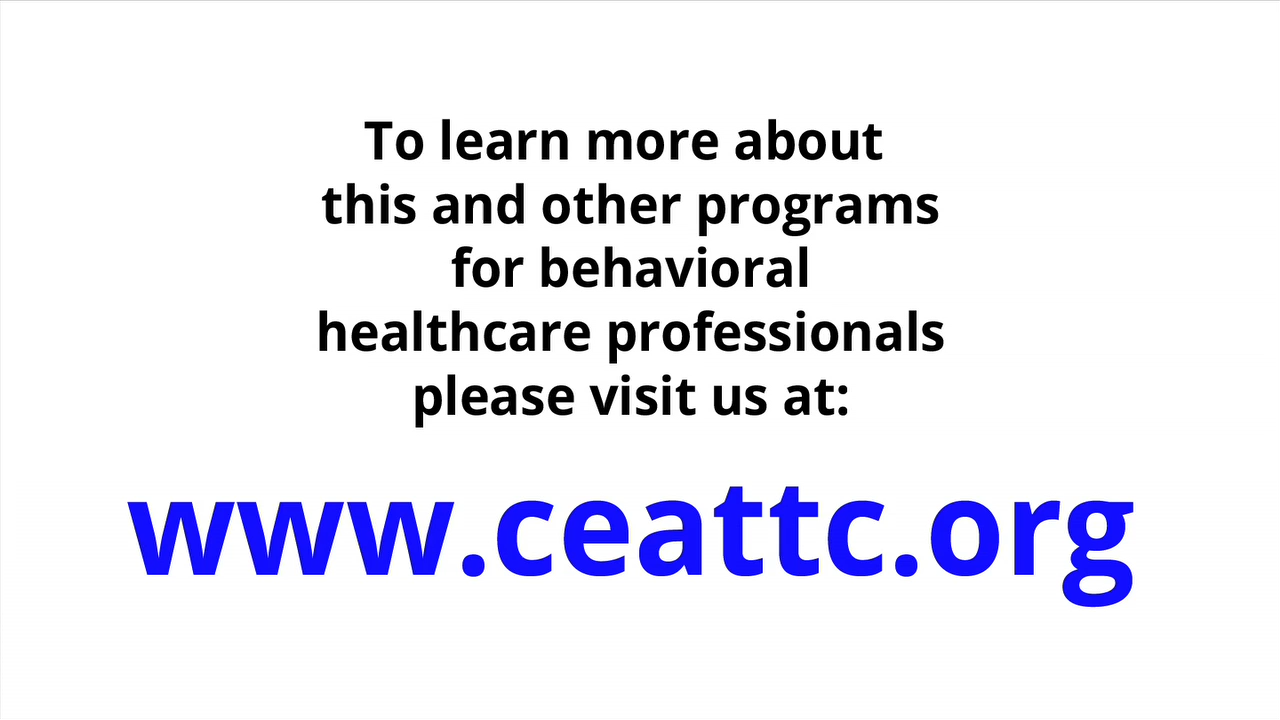 To learn more about
this and other programs
for behavioral
healthcare professionals
please visit us at:
www.ceattc.org